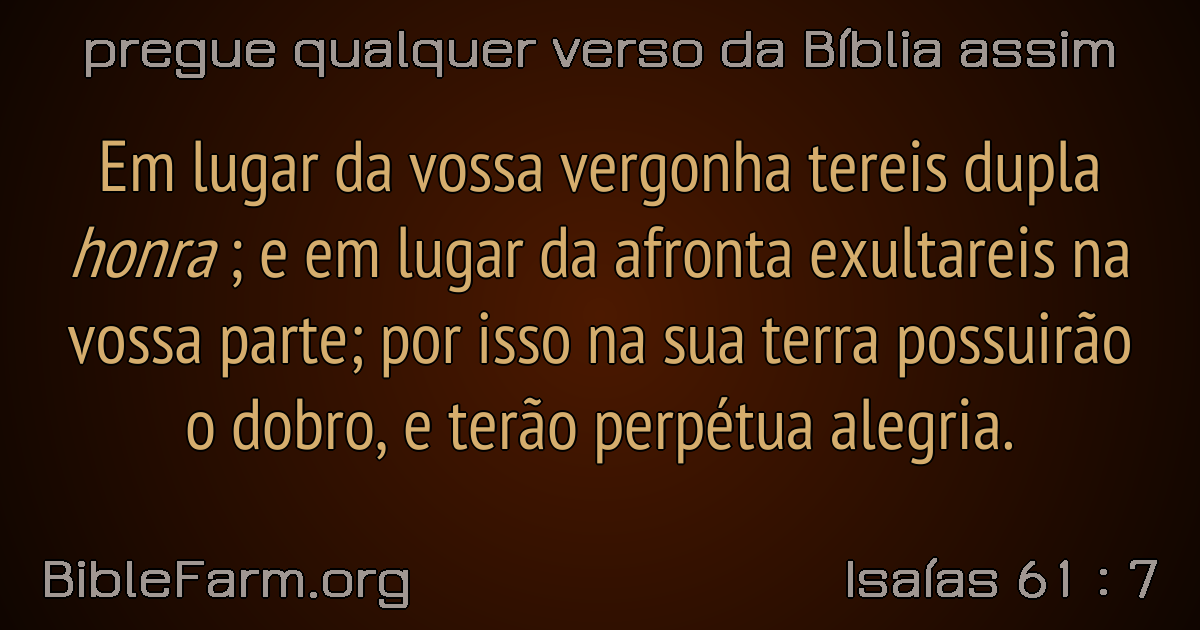 pregue qualquer verso da Bíblia assim
Em lugar da vossa vergonha tereis dupla
honra ; e em lugar da afronta exultareis na
vossa parte; por isso na sua terra possuirão
o dobro, e terão perpétua alegria.
BibleFarm.org
Isaías 61 : 7